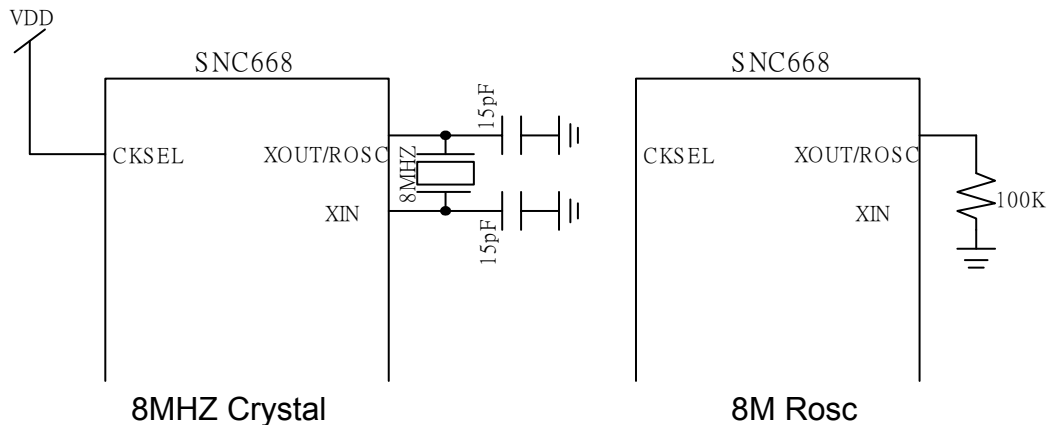 VDD
SNC668
CKSEL
XOUT/ROSC
XIN
15pF
8MHZ
15pF
8MHZ Crystal
SNC668
CKSEL
XOUT/ROSC
XIN
100K
8M Rosc